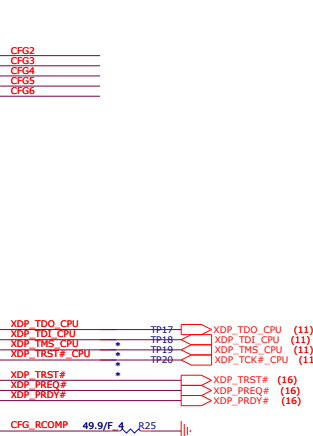 CFG2
CFG3
CFG4
CFG5
CFG6
XDP_TDO_CPU TP17 XDP_TDO_CPU (11)
XDP_TDI_CPU TP18 XDP_TDI_CPU (11)
XDP_TMS_CPU * TP19 XDP_TMS_CPU (11)
XDP_TRST#_CPU * TP20 XDP_TCK#_CPU (11
*
XDP_TRST# * XDP_TRST# (16)
XDP_PREQ# XDP_PREQ# (16)
XDP_PRDY# XDP_PRDY# (16)
CFG_RCOMP 49.9/F_4 R25